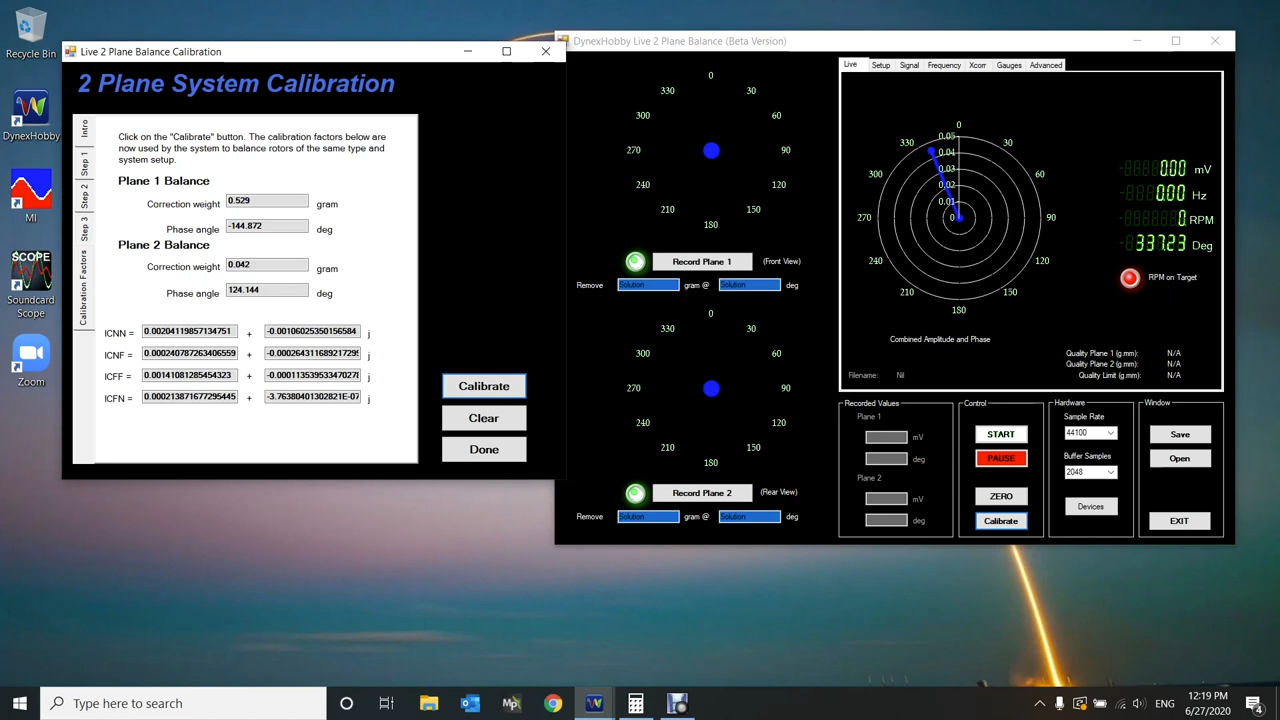 Recycle Bin
DynexHobby
MI
SCOPE
Soundcard
Scope
Zoom
Live 2 Plane Balance Calibration
2 Plane System Calibration
Intro
Step 1
Step 2
Step 3
Calibration Factors
Click on the "Calibrate" button. The calibration factors below are
now used by the system to balance rotors of the same type and
system setup.
Plane 1 Balance
Correction weight 0.529 gram
Phase angle -144.872 deg
Plane 2 Balance
Correction weight 0.042 gram
Phase angle 124.144 deg
ICNN = 0.00204119857134751 + -0.00106025350156584 j
ICNF = 0.000240787263406559 + -0.000264311689217299 j
ICFF = 0.00141081285454323 + -0.000113539533470278 j
ICFN = 0.000213871677295445 + -3.76380401302821E-07 j
Calibrate
Clear
Done
DynexHobby Live 2 Plane Balance (Beta Version)
0
330 30
300 60
270 90
240 120
210 150
180
Record Plane 1 (Front View)
Remove Solution gram @ Solution deg
0
330 30
300 60
270 90
240 120
210 150
180
Record Plane 2 (Rear View)
Remove Solution gram @ Solution deg
Live Setup Signal Frequency Xcorr Gauges Advanced
0
330 0.05 30
0.04
300 0.03 60
0.02
0.01
270 0 90
240 120
210 150
180
0.00 mV
0.00 Hz
0 RPM
337.23 Deg
RPM on Target
Combined Amplitude and Phase
Quality Plane 1 (g.mm): N/A
Quality Plane 2 (g.mm): N/A
Quality Limit (g.mm): N/A
Filename: Nil
Recorded Values
Plane 1
mV
deg
Plane 2
mV
deg
Control
START
PAUSE
ZERO
Calibrate
Hardware
Sample Rate
44100
Buffer Samples
2048
Devices
Window
Save
Open
EXIT
Type here to search
ENG
12:19 PM
6/27/2020
4